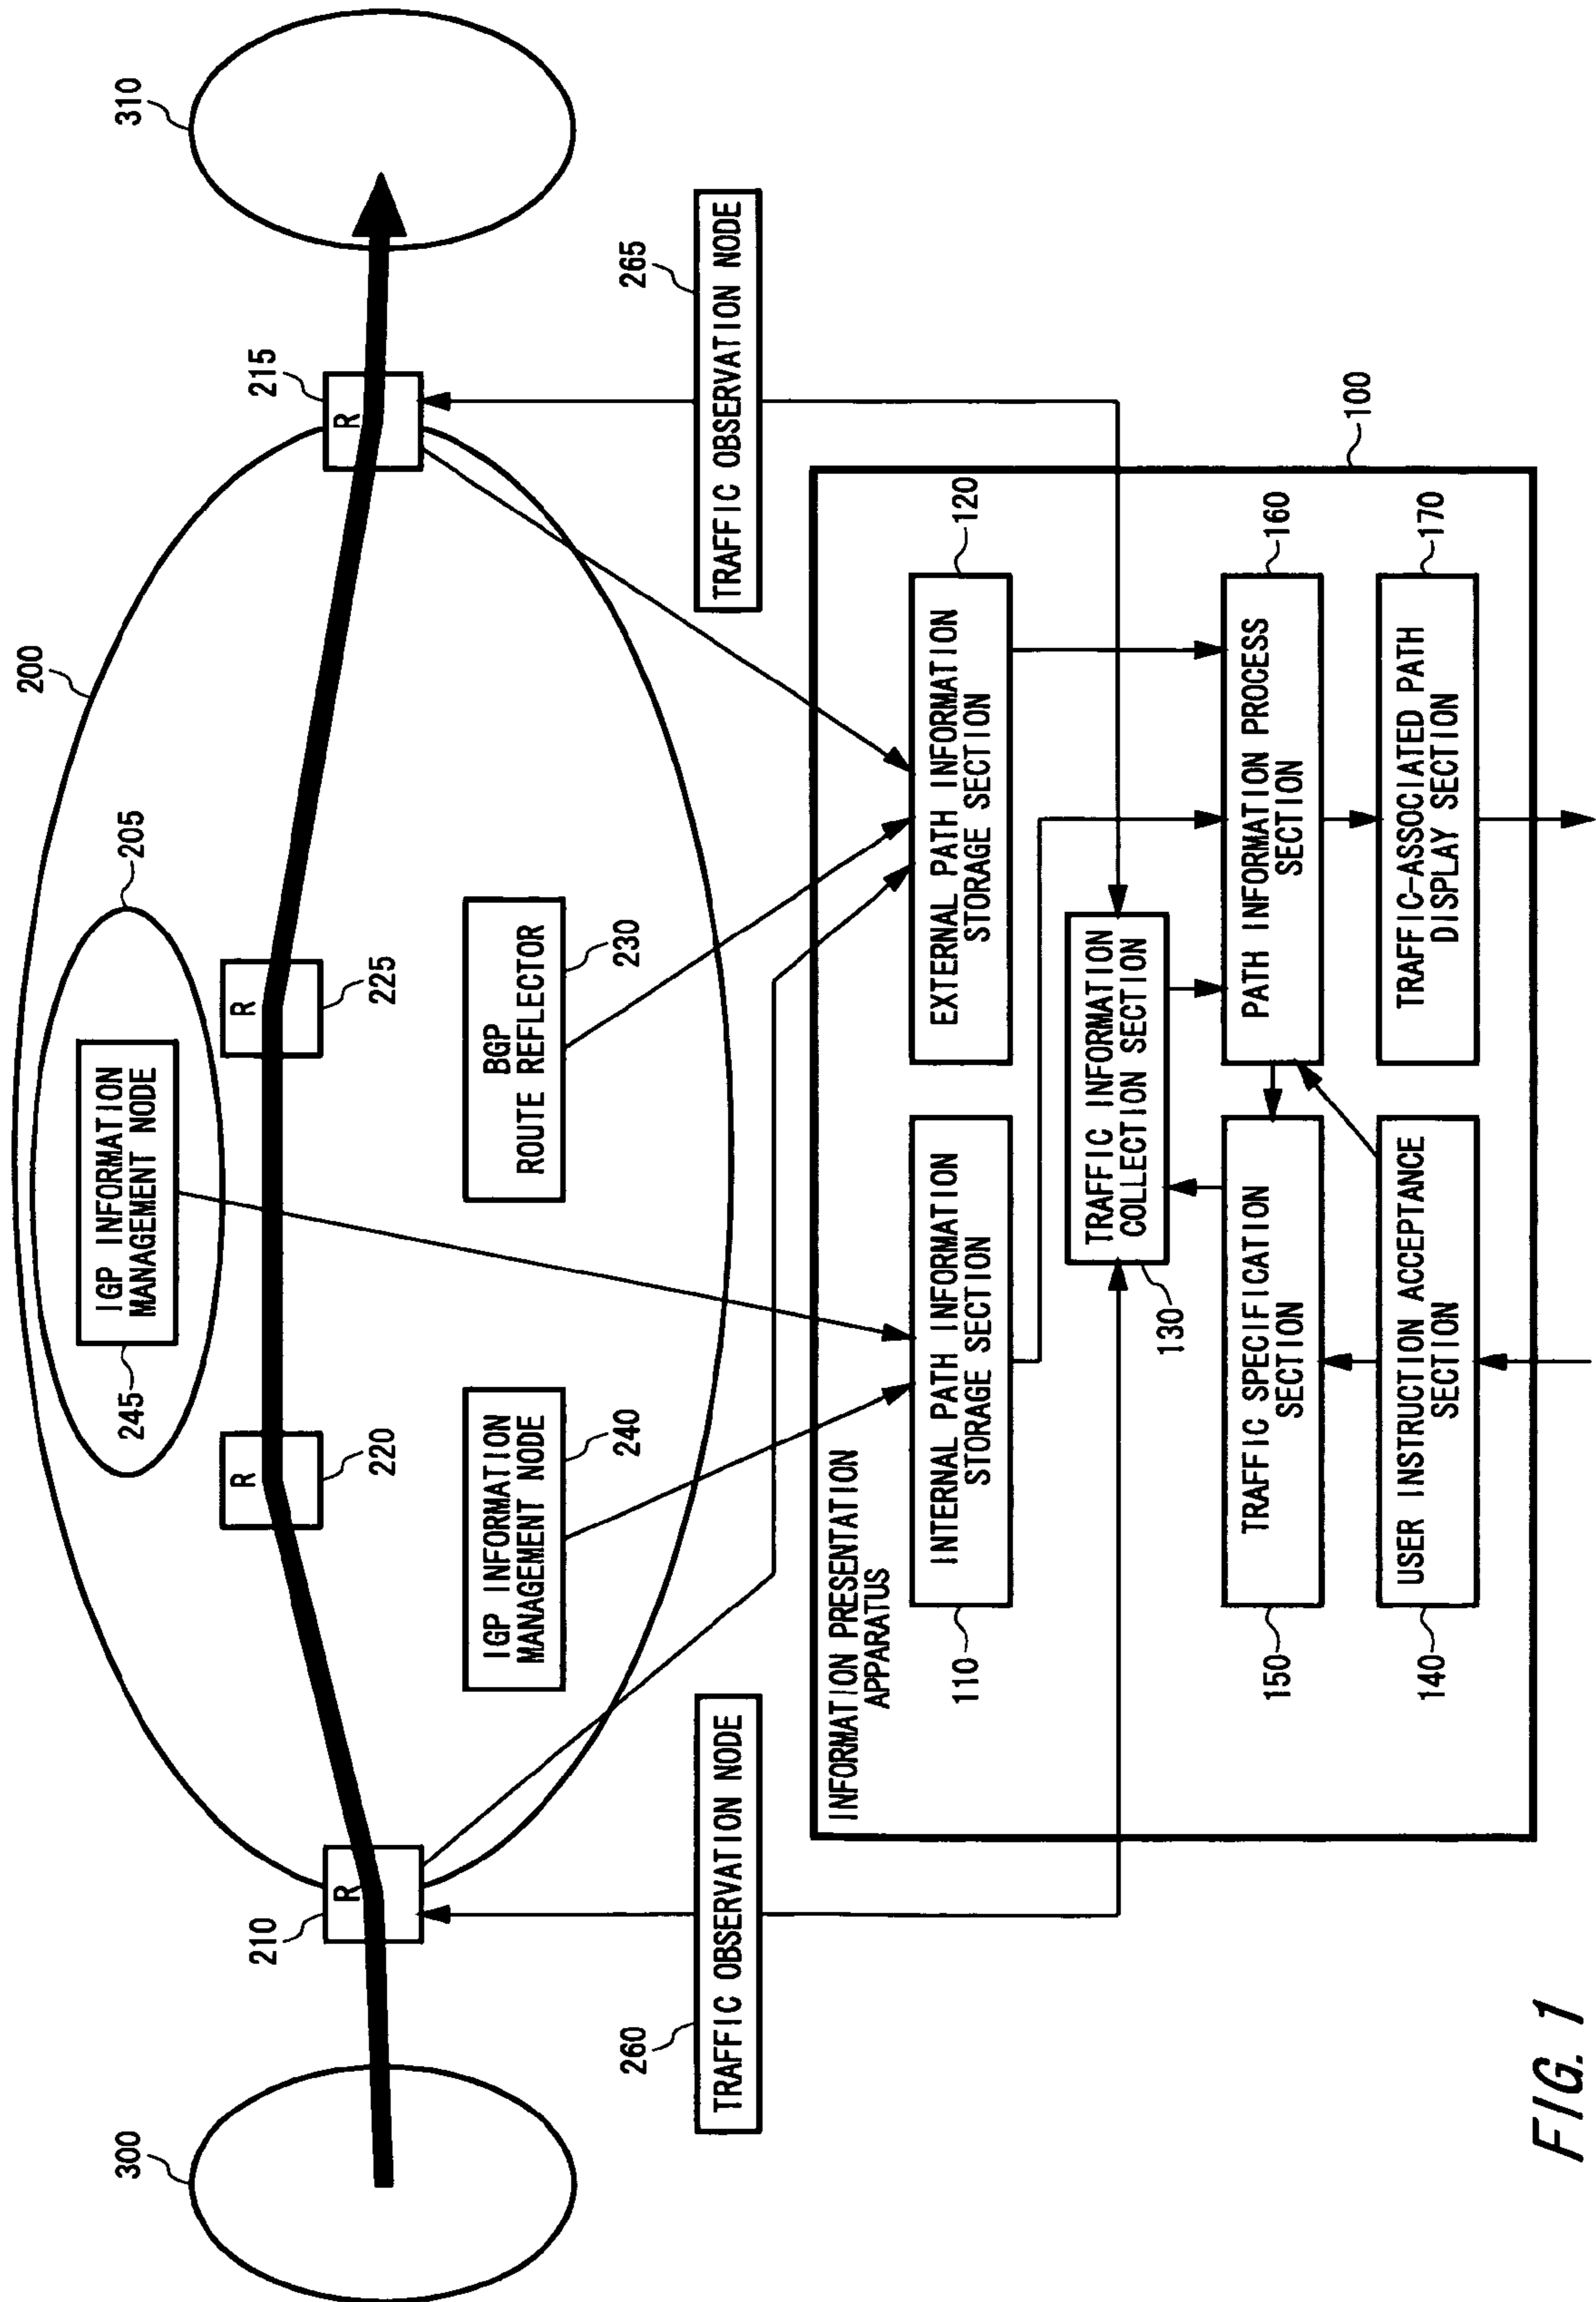 200
205
IGP INFORMATION
MANAGEMENT NODE
245
300
310
210
R
R
220
R
225
R
215
IGP INFORMATION
MANAGEMENT NODE
240
BGP
ROUTE REFLECTOR
230
260
TRAFFIC OBSERVATION NODE
265
TRAFFIC OBSERVATION NODE
100
INFORMATION PRESENTATION
APPARATUS
110
INTERNAL PATH INFORMATION
STORAGE SECTION
EXTERNAL PATH INFORMATION
STORAGE SECTION
120
TRAFFIC INFORMATION
COLLECTION SECTION
130
150
TRAFFIC SPECIFICATION
SECTION
PATH INFORMATION PROCESS
SECTION
160
140
USER INSTRUCTION ACCEPTANCE
SECTION
TRAFFIC-ASSOCIATED PATH
DISPLAY SECTION
170
FIG. 1